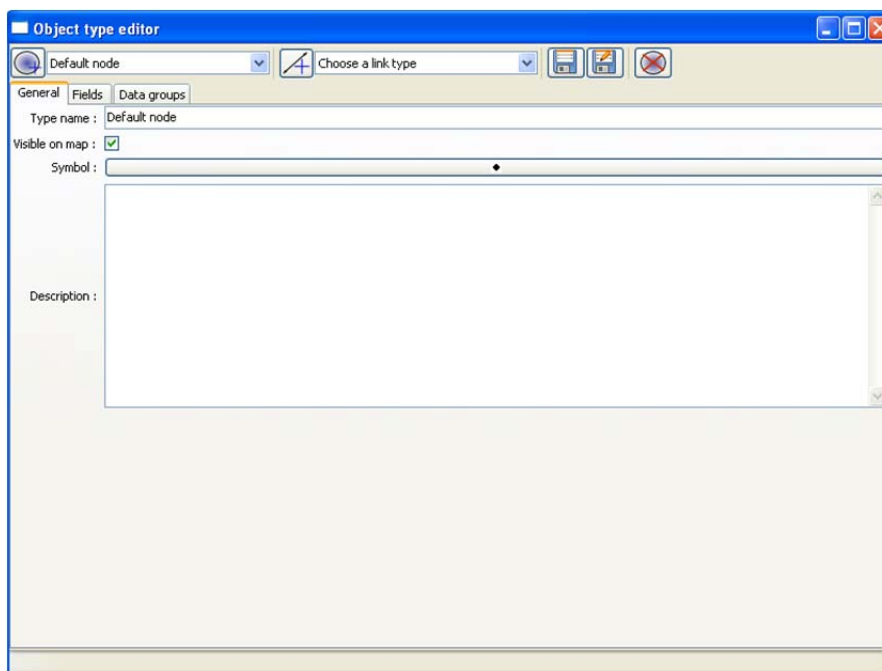 Object type editor
Default node Choose a link type
General Fields Data groups
Type name : Default node
Visible on map :
Symbol :
Description :